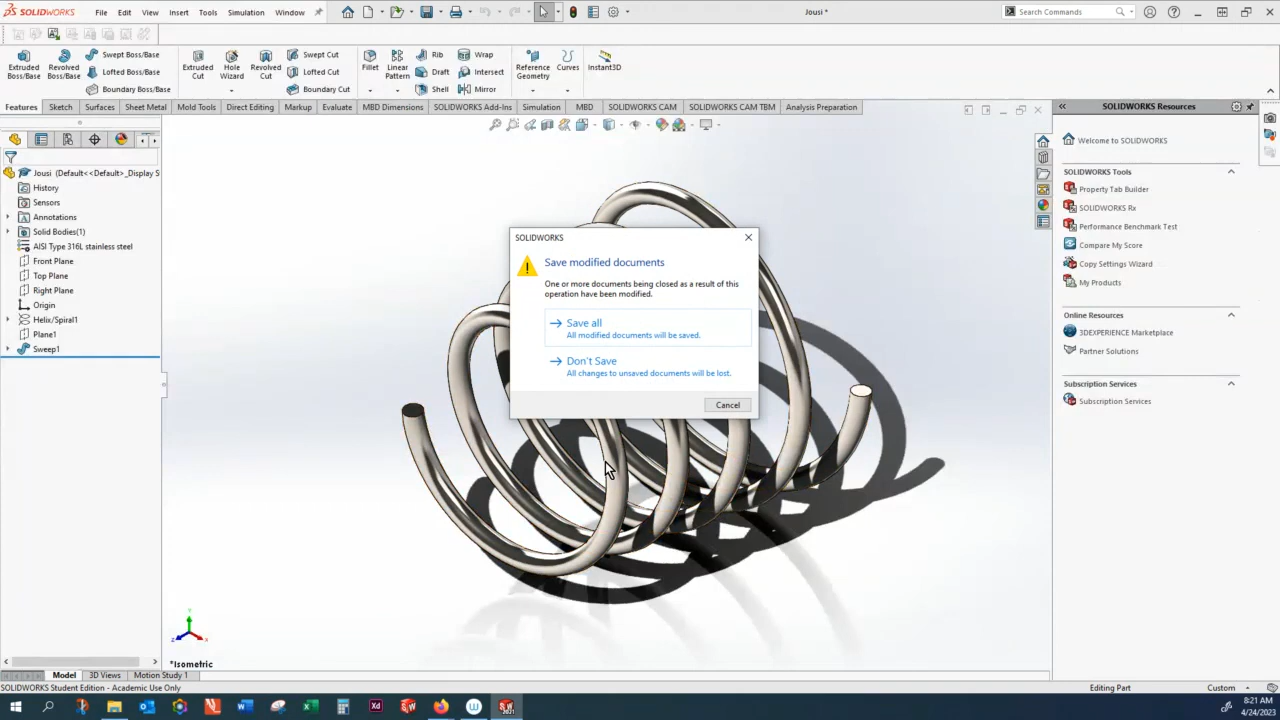 SOLIDWORKS File Edit View Insert Tools Simulation Window Jousi * Search Commands
Extruded Boss/Base
Revolved Boss/Base
Swept Boss/Base
Lofted Boss/Base
Boundary Boss/Base
Extruded Cut
Hole Wizard
Revolved Cut
Swept Cut
Lofted Cut
Boundary Cut
Fillet
Linear Pattern
Rib
Draft
Shell
Wrap
Intersect
Mirror
Reference Geometry
Curves
Instant3D
Features Sketch Surfaces Sheet Metal Mold Tools Direct Editing Markup Evaluate MBD Dimensions SOLIDWORKS Add-Ins Simulation MBD SOLIDWORKS CAM SOLIDWORKS CAM TBM Analysis Preparation
Jousi (Default<<Default>_Display S
History
Sensors
Annotations
Solid Bodies(1)
AISI Type 316L stainless steel
Front Plane
Top Plane
Right Plane
Origin
Helix/Spiral1
Plane1
Sweep1
SOLIDWORKS
Save modified documents
One or more documents being closed as a result of this
operation have been modified.
Save all
All modified documents will be saved.
Don't Save
All changes to unsaved documents will be lost.
Cancel
*Isometric
SOLIDWORKS Resources
Welcome to SOLIDWORKS
SOLIDWORKS Tools
Property Tab Builder
SOLIDWORKS Rx
Performance Benchmark Test
Compare My Score
Copy Settings Wizard
My Products
Online Resources
3DEXPERIENCE Marketplace
Partner Solutions
Subscription Services
Subscription Services
Model 3D Views Motion Study 1
SOLIDWORKS Student Edition - Academic Use Only Editing Part Custom
8:21 AM
4/24/2023